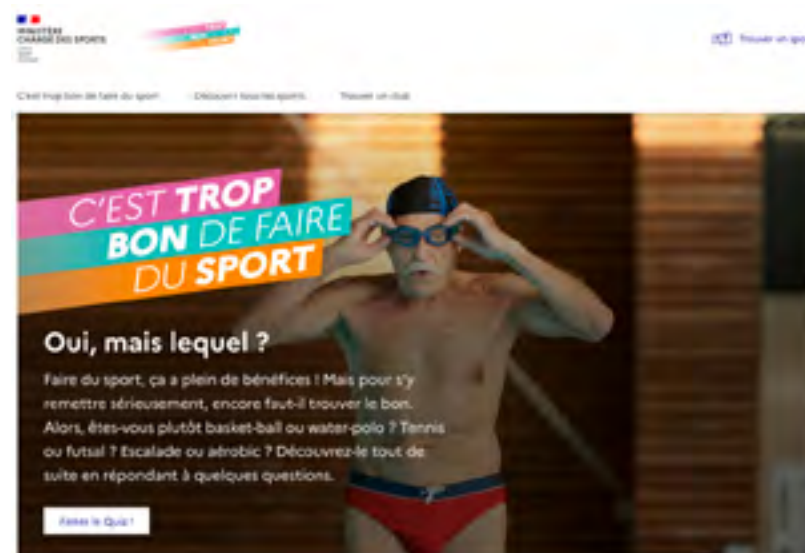 MINISTÈRE
CHARGÉ DES SPORTS
TROP
BON
Trouver un spo
C'est trop bon de faire du sport
Découvrir tous les sports
Trouver un club
C'EST TROP
BON DE FAIRE
DU SPORT
Oui, mais lequel ?
Faire du sport, ça a plein de bénéfices ! Mais pour s'y
remettre sérieusement, encore faut-il trouver le bon.
Alors, êtes-vous plutôt basket-ball ou water-polo ? Tennis
ou futsal ? Escalade ou aérobic ? Découvrez-le tout de
suite en répondant à quelques questions.
Faites le Quiz !